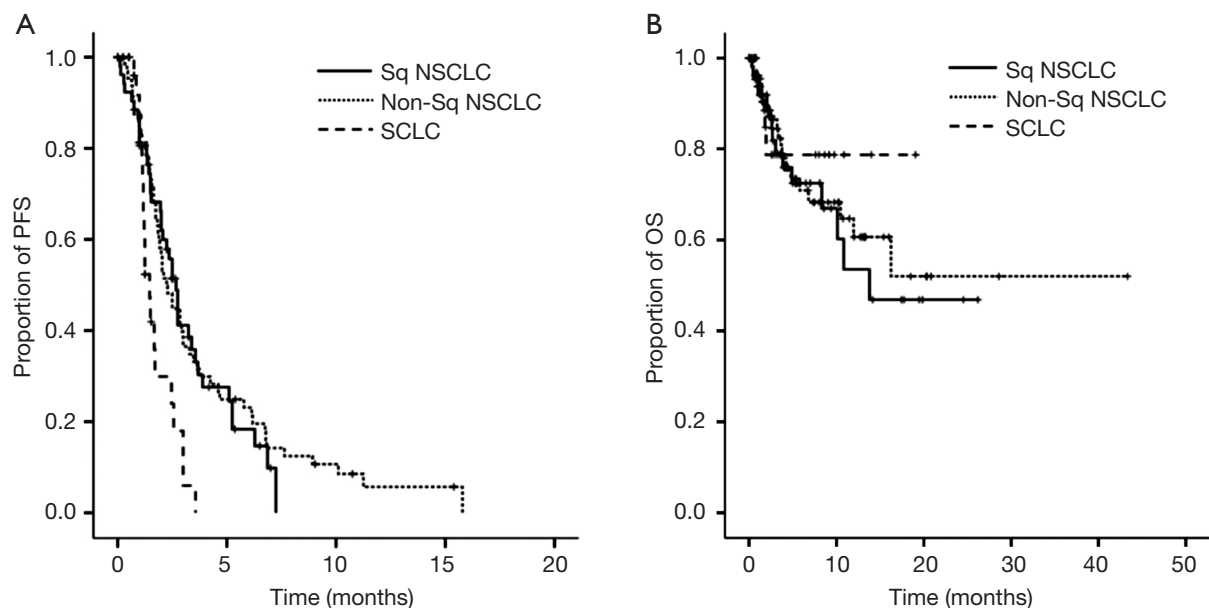 A
Proportion of PFS
1.0
0.8
0.6
0.4
0.2
0.0
Sq NSCLC
Non-Sq NSCLC
SCLC
0 5 10 15 20
Time (months)
B
Proportion of OS
1.0
0.8
0.6
0.4
0.2
0.0
Sq NSCLC
Non-Sq NSCLC
SCLC
0 10 20 30 40 50
Time (months)